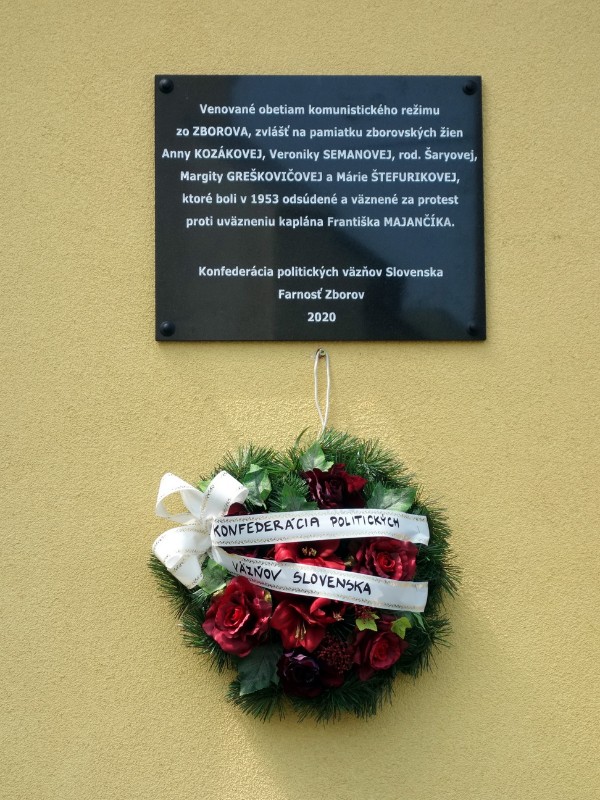 Venované obetiam komunistického režimu
zo ZBOROVA, zvlášť na pamiatku zborovských žien
Anny KOZÁKOVEJ, Veroniky SEMANOVEJ, rod. Šaryovej,
Margity GREŠKOVIČOVEJ a Márie ŠTEFURIKOVEJ,
ktoré boli v 1953 odsúdené a väznené za protest
proti uväzneniu kaplána Františka MAJANČÍKA.
Konfederácia politických väzňov Slovenska
Farnosť Zborov
2020
KONFEDERÁCIA POLITICKÝCH
VÄZŇOV SLOVENSKA